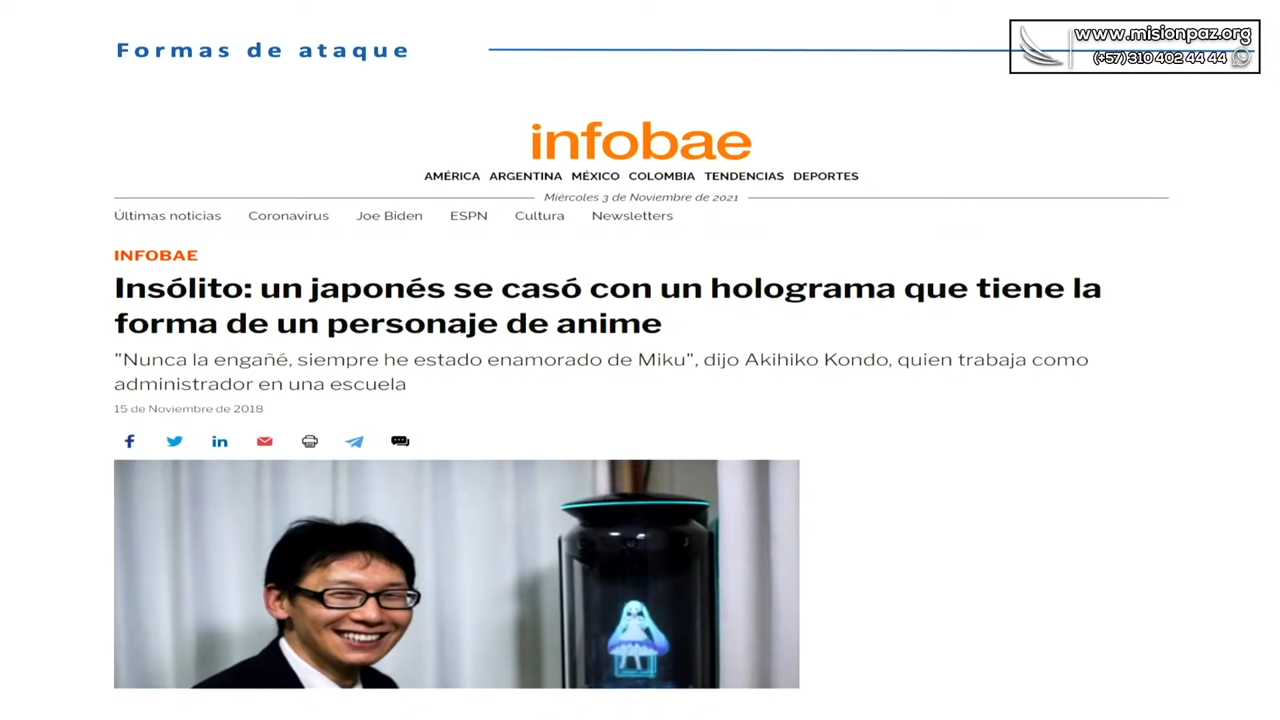 Formas de ataque
www.misionpaz.org
(+57) 310 402 44 44
infobae
AMÉRICA ARGENTINA MÉXICO COLOMBIA TENDENCIAS DEPORTES
Miércoles 3 de Noviembre de 2021
Últimas noticias Coronavirus Joe Biden ESPN Cultura Newsletters
INFOBAE
Insólito: un japonés se casó con un holograma que tiene la
forma de un personaje de anime
"Nunca la engañé, siempre he estado enamorado de Miku", dijo Akihiko Kondo, quien trabaja como
administrador en una escuela
15 de Noviembre de 2018